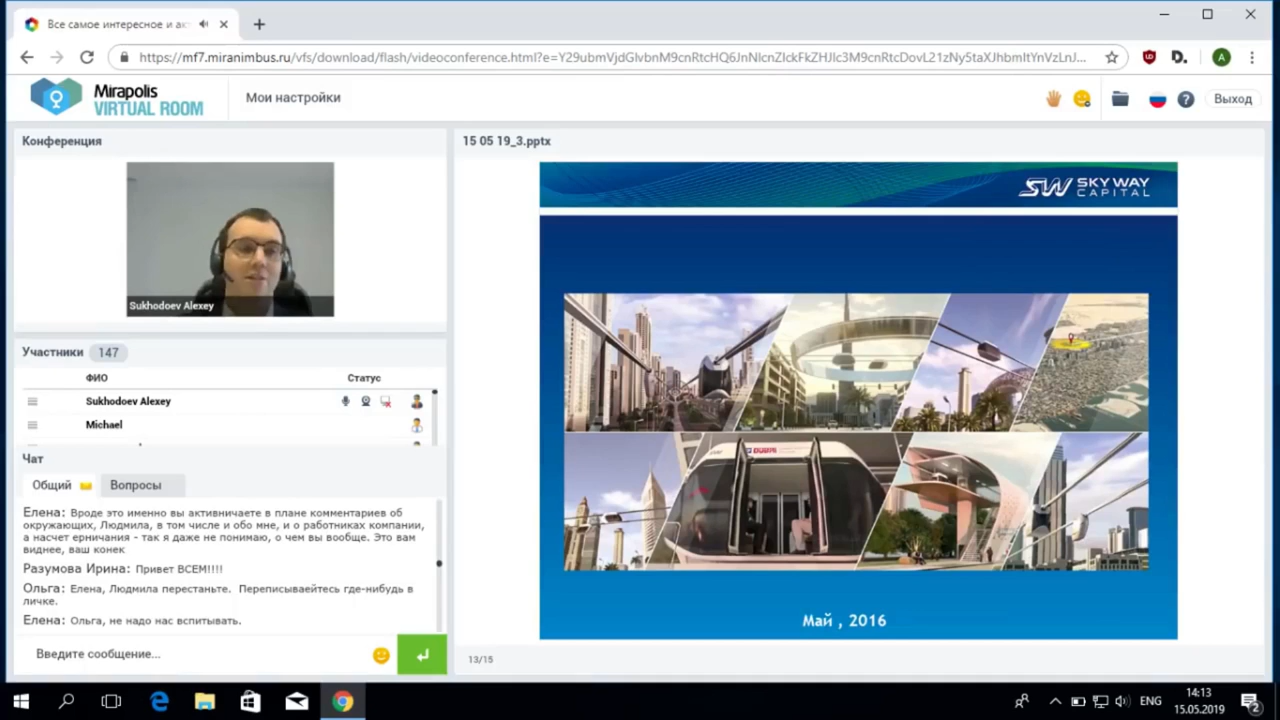 Все самое интересное и ак
https://mf7.miranimbus.ru/vfs/download/flash/videoconference.html?e=Y29ubmVjdGlvbnM9cnRtcHQ6JnNlcnZlckFkZHJlc3M9cnRtcDovL21zNy5taXJhbmltYnVzLnJ...
Mirapolis
VIRTUAL ROOM
Мои настройки
Выход
Конференция
15 05 19_3.pptx
SW SKY WAY
CAPITAL
Sukhodoev Alexey
Участники 147
ФИО Статус
Sukhodoev Alexey
Michael
Чат
Общий Вопросы
Елена: Вроде это именно вы активничаете в плане комментариев об
окружающих, Людмила, в том числе и обо мне, и о работниках компании,
а насчет ерничания - так я даже не понимаю, о чем вы вообще. Это вам
виднее, ваш конек
Разумова Ирина: Привет ВСЕМ!!!!
Ольга: Елена, Людмила перестаньте. Переписываейтесь где-нибудь в
личке.
Елена: Ольга, не надо нас вспитывать.
Введите сообщение...
DUBAI
Май , 2016
13/15
ENG
14:13
15.05.2019
2